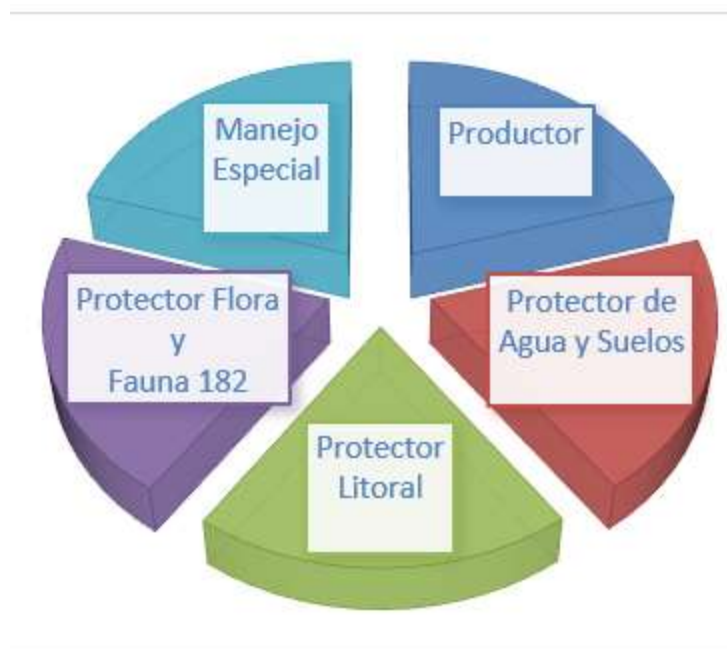 Manejo
Especial
Productor
Protector Flora
y
Fauna 182
Protector de
Agua y Suelos
Protector
Litoral